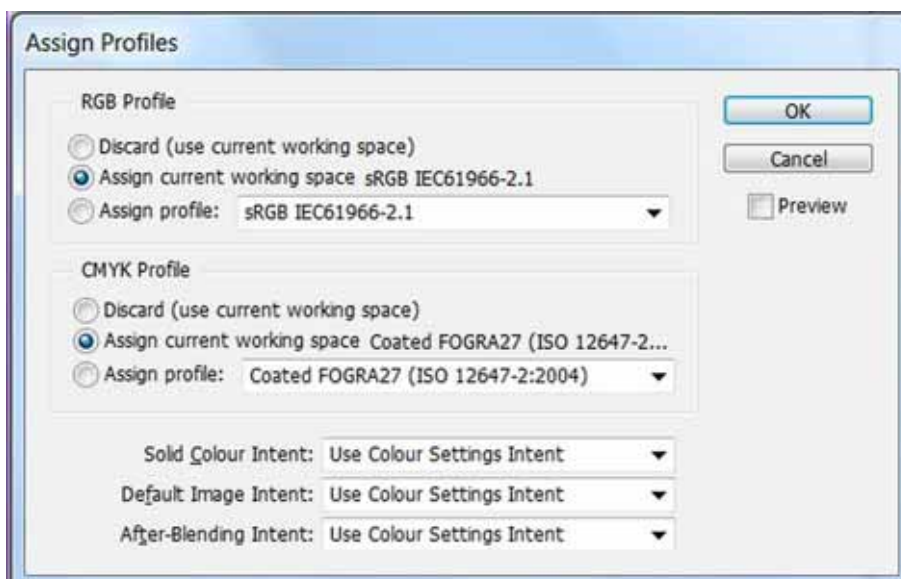 Assign Profiles
RGB Profile
Discard (use current working space)
Assign current working space sRGB IEC61966-2.1
Assign profile: sRGB IEC61966-2.1
OK
Cancel
Preview
CMYK Profile
Discard (use current working space)
Assign current working space Coated FOGRA27 (ISO 12647-2...
Assign profile: Coated FOGRA27 (ISO 12647-2:2004)
Solid Colour Intent: Use Colour Settings Intent
Default Image Intent: Use Colour Settings Intent
After-Blending Intent: Use Colour Settings Intent